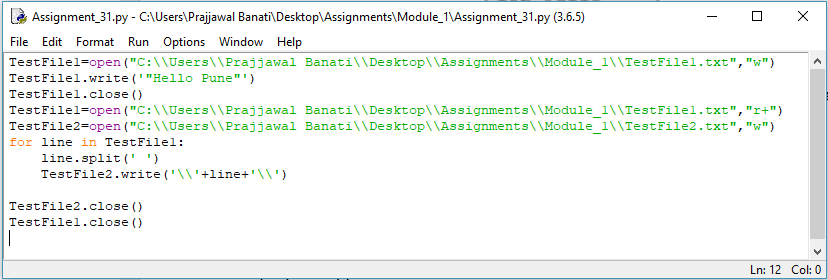 Assignment_31.py - C:\Users\Prajjawal Banati\Desktop\Assignments\Module_1\Assignment_31.py (3.6.5)
File Edit Format Run Options Window Help
TestFile1=open("C:\\Users\\Prajjawal Banati\\Desktop\\Assignments\\Module_1\\TestFile1.txt","w")
TestFile1.write('"Hello Pune"')
TestFile1.close()
TestFile1=open("C:\\Users\\Prajjawal Banati\\Desktop\\Assignments\\Module_1\\TestFile1.txt","r+")
TestFile2=open("C:\\Users\\Prajjawal Banati\\Desktop\\Assignments\\Module_1\\TestFile2.txt","w")
for line in TestFile1:
    line.split(' ')
    TestFile2.write('\\'+line+'\\')
TestFile2.close()
TestFile1.close()
Ln: 12 Col: 0